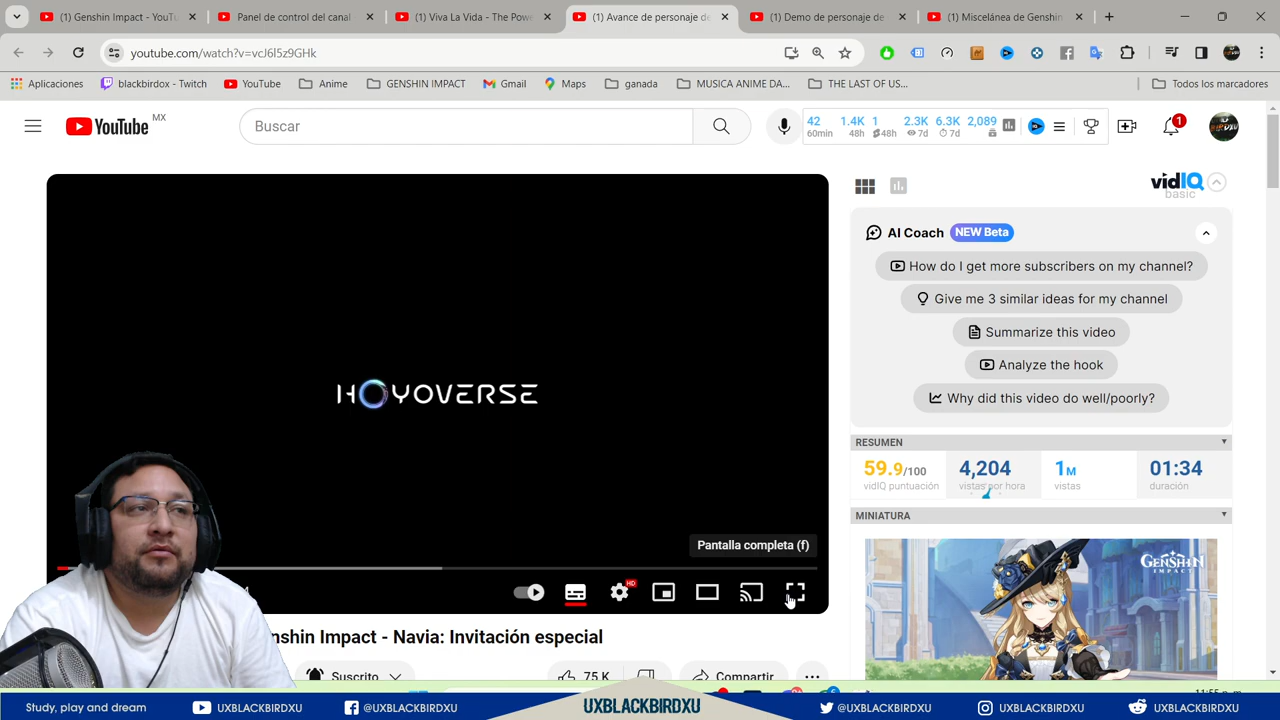 (1) Genshin Impact - YouTu
Panel de control del canal
(1) Viva La Vida - The Powe
(1) Avance de personaje de
(1) Demo de personaje de
(1) Miscelánea de Genshin
youtube.com/watch?v=vcJ6l5z9GHk
Aplicaciones
blackbirdox - Twitch
YouTube
Anime
GENSHIN IMPACT
Gmail
Maps
ganada
MUSICA ANIME DA...
THE LAST OF US...
Todos los marcadores
YouTube MX
Buscar
42 1.4K 1 2.3K 6.3K 2,089
60min 48h 48h 7d 7d
1
vidIQ
basic
AI Coach NEW Beta
How do I get more subscribers on my channel?
Give me 3 similar ideas for my channel
Summarize this video
Analyze the hook
Why did this video do well/poorly?
HOYOVERSE
RESUMEN
59.9/100 4,204 1M 01:34
vidIQ puntuación vistas por hora vistas duración
MINIATURA
GENSHIN
IMPACT
Pantalla completa (f)
HD
nshin Impact - Navia: Invitación especial
Suscrito
75 K
Compartir
Study, play and dream
UXBLACKBIRDXU
@UXBLACKBIRDXU
UXBLACKBIRDXU
@UXBLACKBIRDXU
UXBLACKBIRDXU
UXBLACKBIRDXU